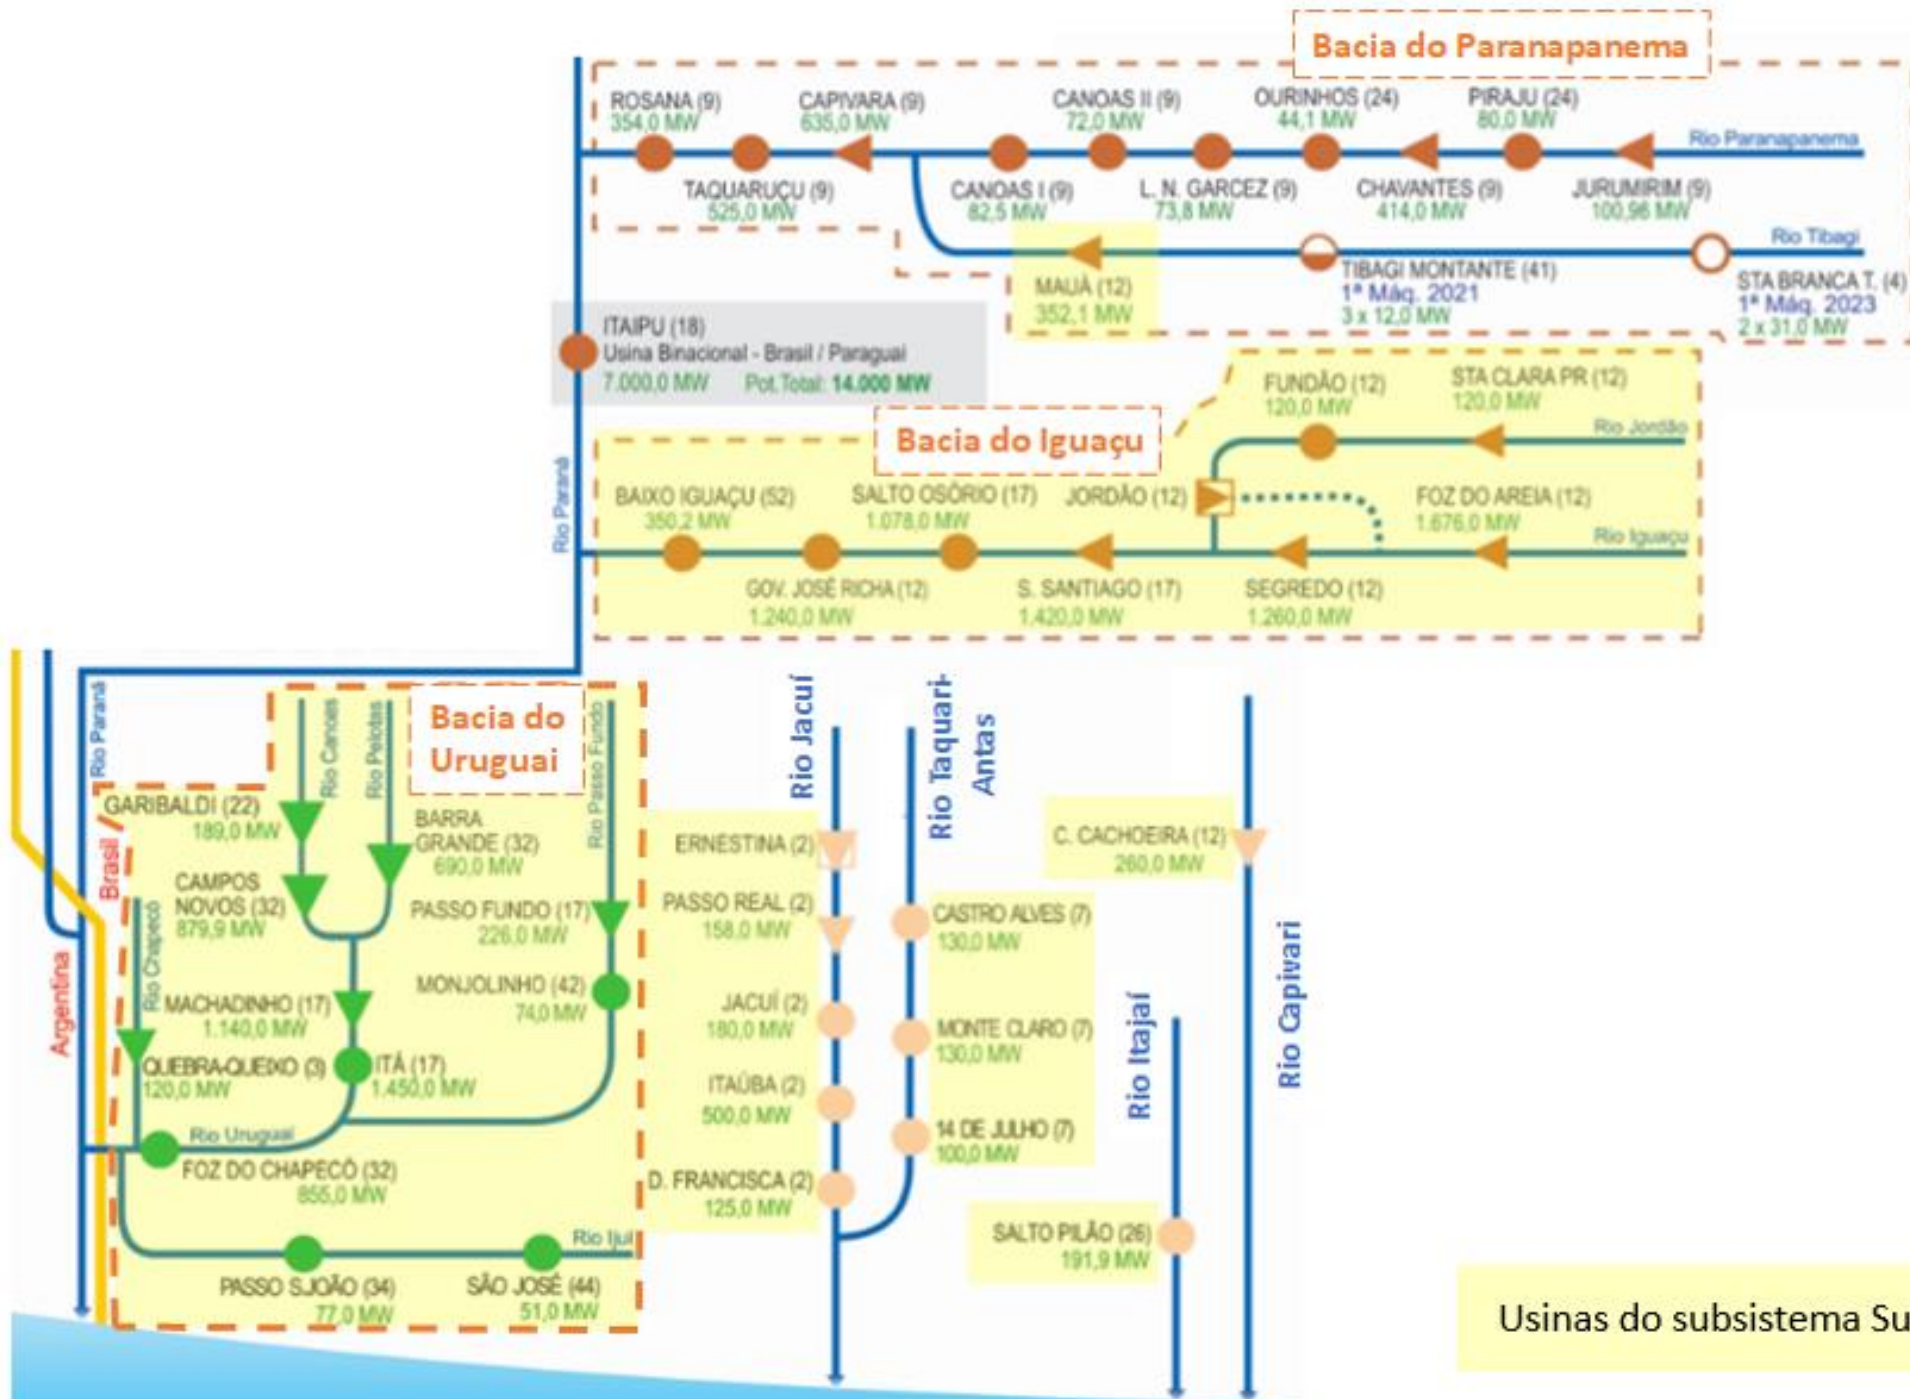 Bacia do Paranapanema
ROSANA (9)
354,0 MW
CAPIVARA (9)
635,0 MW
CANOAS II (9)
72,0 MW
OURINHOS (24)
44,1 MW
PIRAJU (24)
80,0 MW
Rio Paranapanema
TAQUARUÇU (9)
525,0 MW
CANOAS I (9)
82,5 MW
L. N. GARCEZ (9)
73,8 MW
CHAVANTES (9)
414,0 MW
JURUMIRIM (9)
100,96 MW
Rio Tibagi
MAUÁ (12)
352,1 MW
TIBAGI MONTANTE (41)
1ª Máq. 2021
3 x 12,0 MW
STA BRANCA T. (4)
1ª Máq. 2023
2 x 31,0 MW
ITAIPU (18)
Usina Binacional - Brasil / Paraguai
7.000,0 MW Pot.Total: 14.000 MW
Bacia do Iguaçu
FUNDÃO (12)
120,0 MW
STA CLARA PR (12)
120,0 MW
Rio Jordão
Rio Paraná
BAIXO IGUAÇU (52)
350,2 MW
SALTO OSÓRIO (17)
1.078,0 MW
JORDÃO (12)
FOZ DO AREIA (12)
1.676,0 MW
Rio Iguaçu
GOV. JOSÉ RICHA (12)
1.240,0 MW
S. SANTIAGO (17)
1.420,0 MW
SEGREDO (12)
1.260,0 MW
Rio Paraná
Bacia do
Uruguai
Rio Canoas
Rio Pelotas
Rio Passo Fundo
GARIBALDI (22)
189,0 MW
BARRA
GRANDE (32)
690,0 MW
CAMPOS
NOVOS (32)
879,9 MW
PASSO FUNDO (17)
226,0 MW
Brasil
Argentina
Rio Chapecó
MACHADINHO (17)
1.140,0 MW
MONJOLINHO (42)
74,0 MW
QUEBRA-QUEIXO (3)
120,0 MW
ITÁ (17)
1.450,0 MW
Rio Uruguai
FOZ DO CHAPECÓ (32)
855,0 MW
Rio Ijuí
PASSO S.JOÃO (34)
77,0 MW
SÃO JOSÉ (44)
51,0 MW
Rio Jacuí
Rio Taquari-
Antas
ERNESTINA (2)
PASSO REAL (2)
158,0 MW
JACUÍ (2)
180,0 MW
ITAÚBA (2)
500,0 MW
D. FRANCISCA (2)
125,0 MW
CASTRO ALVES (7)
130,0 MW
MONTE CLARO (7)
130,0 MW
14 DE JULHO (7)
100,0 MW
C. CACHOEIRA (12)
260,0 MW
Rio Capivari
Rio Itajaí
SALTO PILÃO (26)
191,9 MW
Usinas do subsistema Su